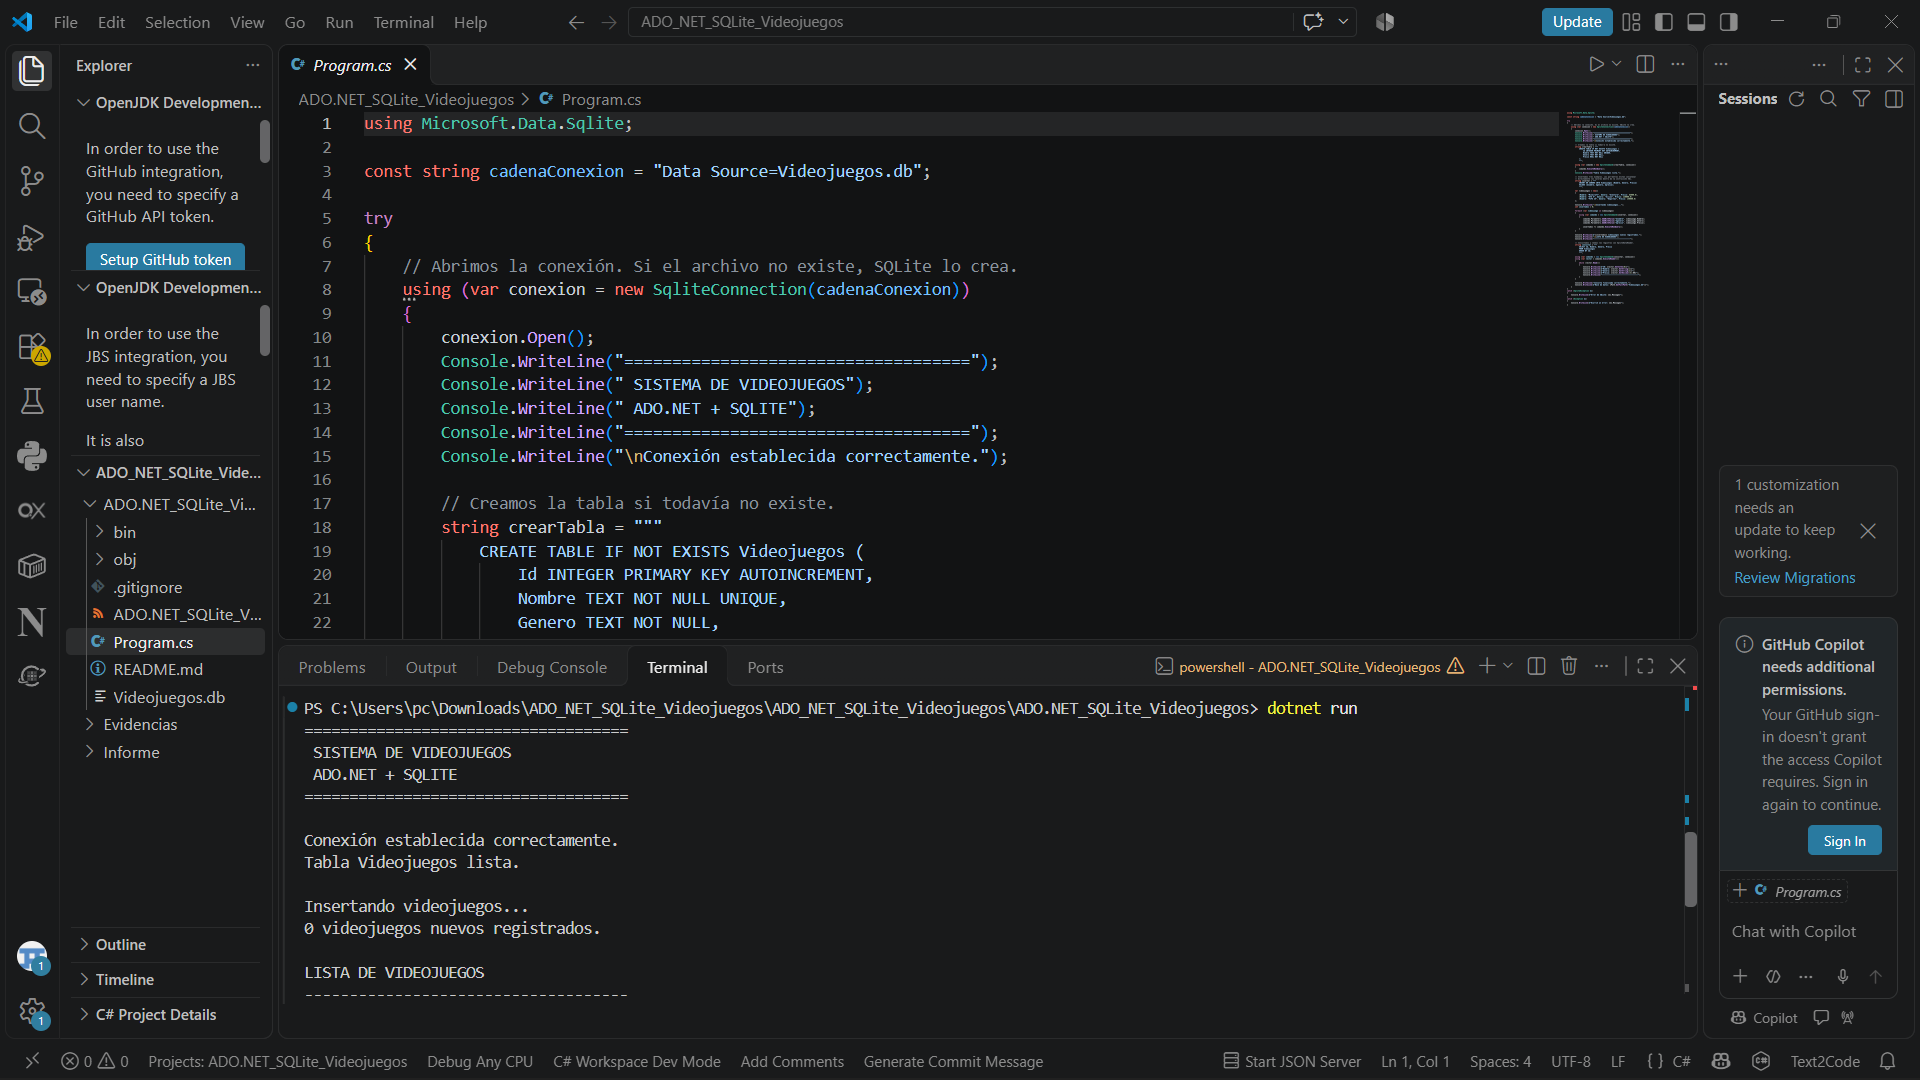 File Edit Selection View Go Run Terminal Help
ADO_NET_SQLite_Videojuegos
Update
Explorer
OpenJDK Developmen...
In order to use the
GitHub integration,
you need to specify a
GitHub API token.
Setup GitHub token
OpenJDK Developmen...
In order to use the
JBS integration, you
need to specify a JBS
user name.
It is also
ADO_NET_SQLite_Vide...
ADO.NET_SQLite_Vi...
bin
obj
.gitignore
ADO.NET_SQLite_V...
Program.cs
README.md
Videojuegos.db
Evidencias
Informe
Outline
Timeline
C# Project Details
Program.cs
ADO.NET_SQLite_Videojuegos > Program.cs
1 using Microsoft.Data.Sqlite;
2
3 const string cadenaConexion = "Data Source=Videojuegos.db";
4
5 try
6 {
7 // Abrimos la conexión. Si el archivo no existe, SQLite lo crea.
8 using (var conexion = new SqliteConnection(cadenaConexion))
9 {
10 conexion.Open();
11 Console.WriteLine("====================================");
12 Console.WriteLine(" SISTEMA DE VIDEOJUEGOS");
13 Console.WriteLine(" ADO.NET + SQLITE");
14 Console.WriteLine("====================================");
15 Console.WriteLine("\nConexión establecida correctamente.");
16
17 // Creamos la tabla si todavía no existe.
18 string crearTabla = """
19 CREATE TABLE IF NOT EXISTS Videojuegos (
20 Id INTEGER PRIMARY KEY AUTOINCREMENT,
21 Nombre TEXT NOT NULL UNIQUE,
22 Genero TEXT NOT NULL,
Problems Output Debug Console Terminal Ports
powershell - ADO.NET_SQLite_Videojuegos
PS C:\Users\pc\Downloads\ADO_NET_SQLite_Videojuegos\ADO_NET_SQLite_Videojuegos\ADO.NET_SQLite_Videojuegos> dotnet run
====================================
SISTEMA DE VIDEOJUEGOS
ADO.NET + SQLITE
====================================
Conexión establecida correctamente.
Tabla Videojuegos lista.
Insertando videojuegos...
0 videojuegos nuevos registrados.
LISTA DE VIDEOJUEGOS
------------------------------------
Sessions
1 customization
needs an
update to keep
working.
Review Migrations
GitHub Copilot
needs additional
permissions.
Your GitHub sign-
in doesn't grant
the access Copilot
requires. Sign in
again to continue.
Sign In
Program.cs
Chat with Copilot
Copilot
1
1
0 0 Projects: ADO.NET_SQLite_Videojuegos Debug Any CPU C# Workspace Dev Mode Add Comments Generate Commit Message Start JSON Server Ln 1, Col 1 Spaces: 4 UTF-8 LF { } C# Text2Code